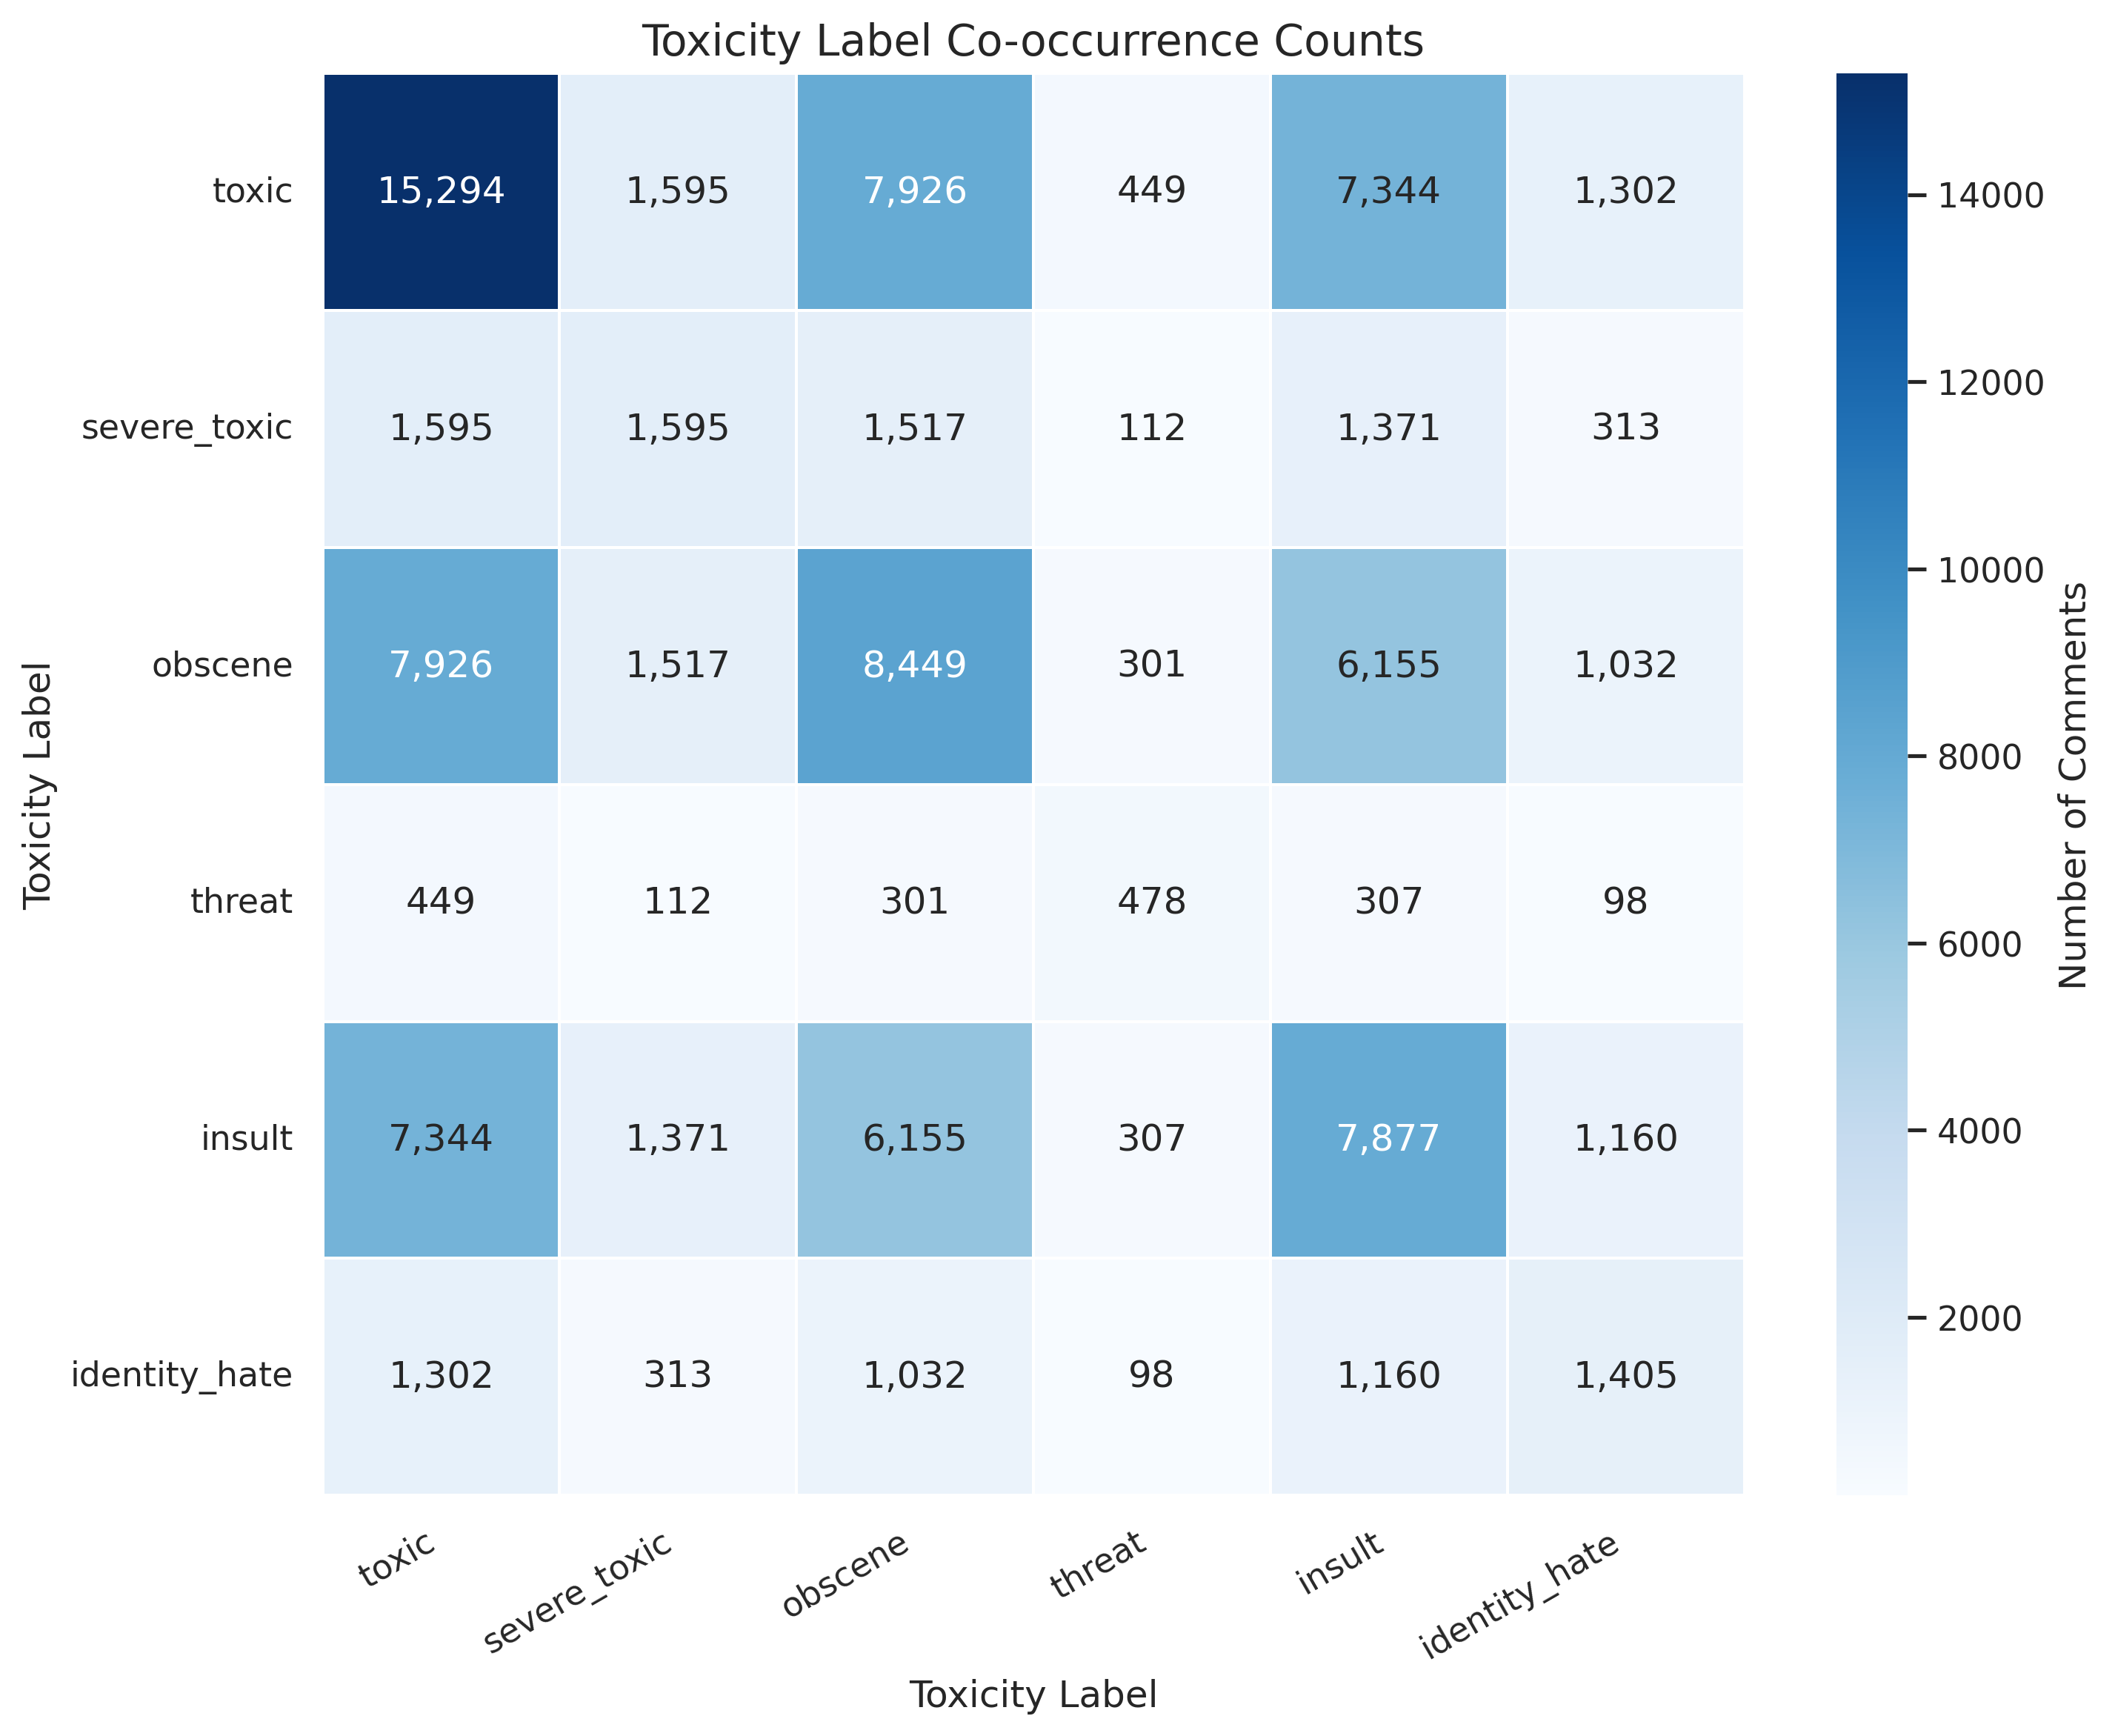 Toxicity Label Co-occurrence Counts
toxic 15,294 1,595 7,926 449 7,344 1,302
severe_toxic 1,595 1,595 1,517 112 1,371 313
obscene 7,926 1,517 8,449 301 6,155 1,032
threat 449 112 301 478 307 98
insult 7,344 1,371 6,155 307 7,877 1,160
identity_hate 1,302 313 1,032 98 1,160 1,405
toxic severe_toxic obscene threat insult identity_hate
Toxicity Label
Toxicity Label
14000
12000
10000
8000
6000
4000
2000
Number of Comments